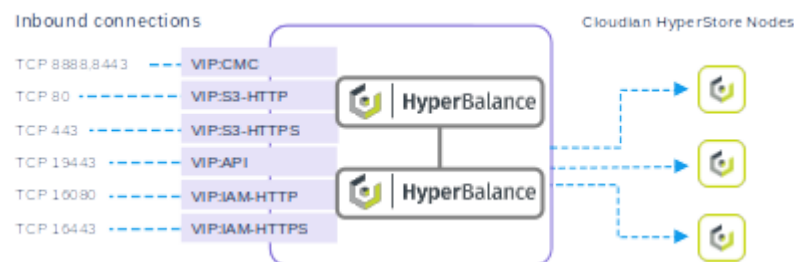 Inbound connections
Cloudian HyperStore Nodes
TCP 8888,8443
VIP:CMC
TCP 80
VIP:S3-HTTP
HyperBalance
TCP 443
VIP:S3-HTTPS
TCP 19443
VIP:API
TCP 16080
VIP:IAM-HTTP
HyperBalance
TCP 16443
VIP:IAM-HTTPS